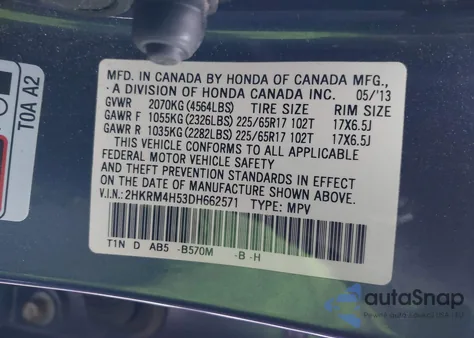 MFD. IN CANADA BY HONDA OF CANADA MFG.,
- A DIVISION OF HONDA CANADA INC. 05/'13
GVWR 2070KG (4564LBS) TIRE SIZE RIM SIZE
GAWR F 1055KG (2326LBS) 225/65R17 102T 17X6.5J
GAWR R 1035KG (2282LBS) 225/65R17 102T 17X6.5J
THIS VEHICLE CONFORMS TO ALL APPLICABLE
FEDERAL MOTOR VEHICLE SAFETY
AND THEFT PREVENTION STANDARDS IN EFFECT
ON THE DATE OF MANUFACTURE SHOWN ABOVE.
V.I.N.: 2HKRM4H53DH662571 TYPE: MPV
T1N D AB5 -B570M -B -H
TOA A2
autoSnap